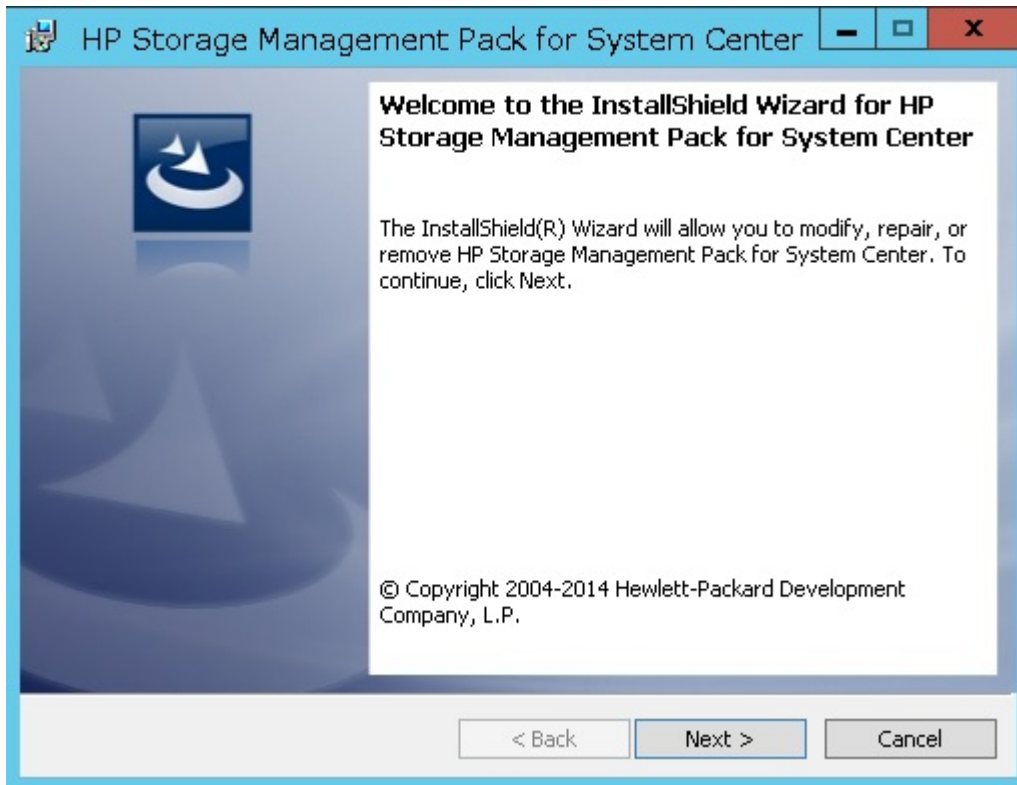 HP Storage Management Pack for System Center
Welcome to the InstallShield Wizard for HP
Storage Management Pack for System Center
The InstallShield(R) Wizard will allow you to modify, repair, or
remove HP Storage Management Pack for System Center. To
continue, click Next.
© Copyright 2004-2014 Hewlett-Packard Development
Company, L.P.
< Back
Next >
Cancel